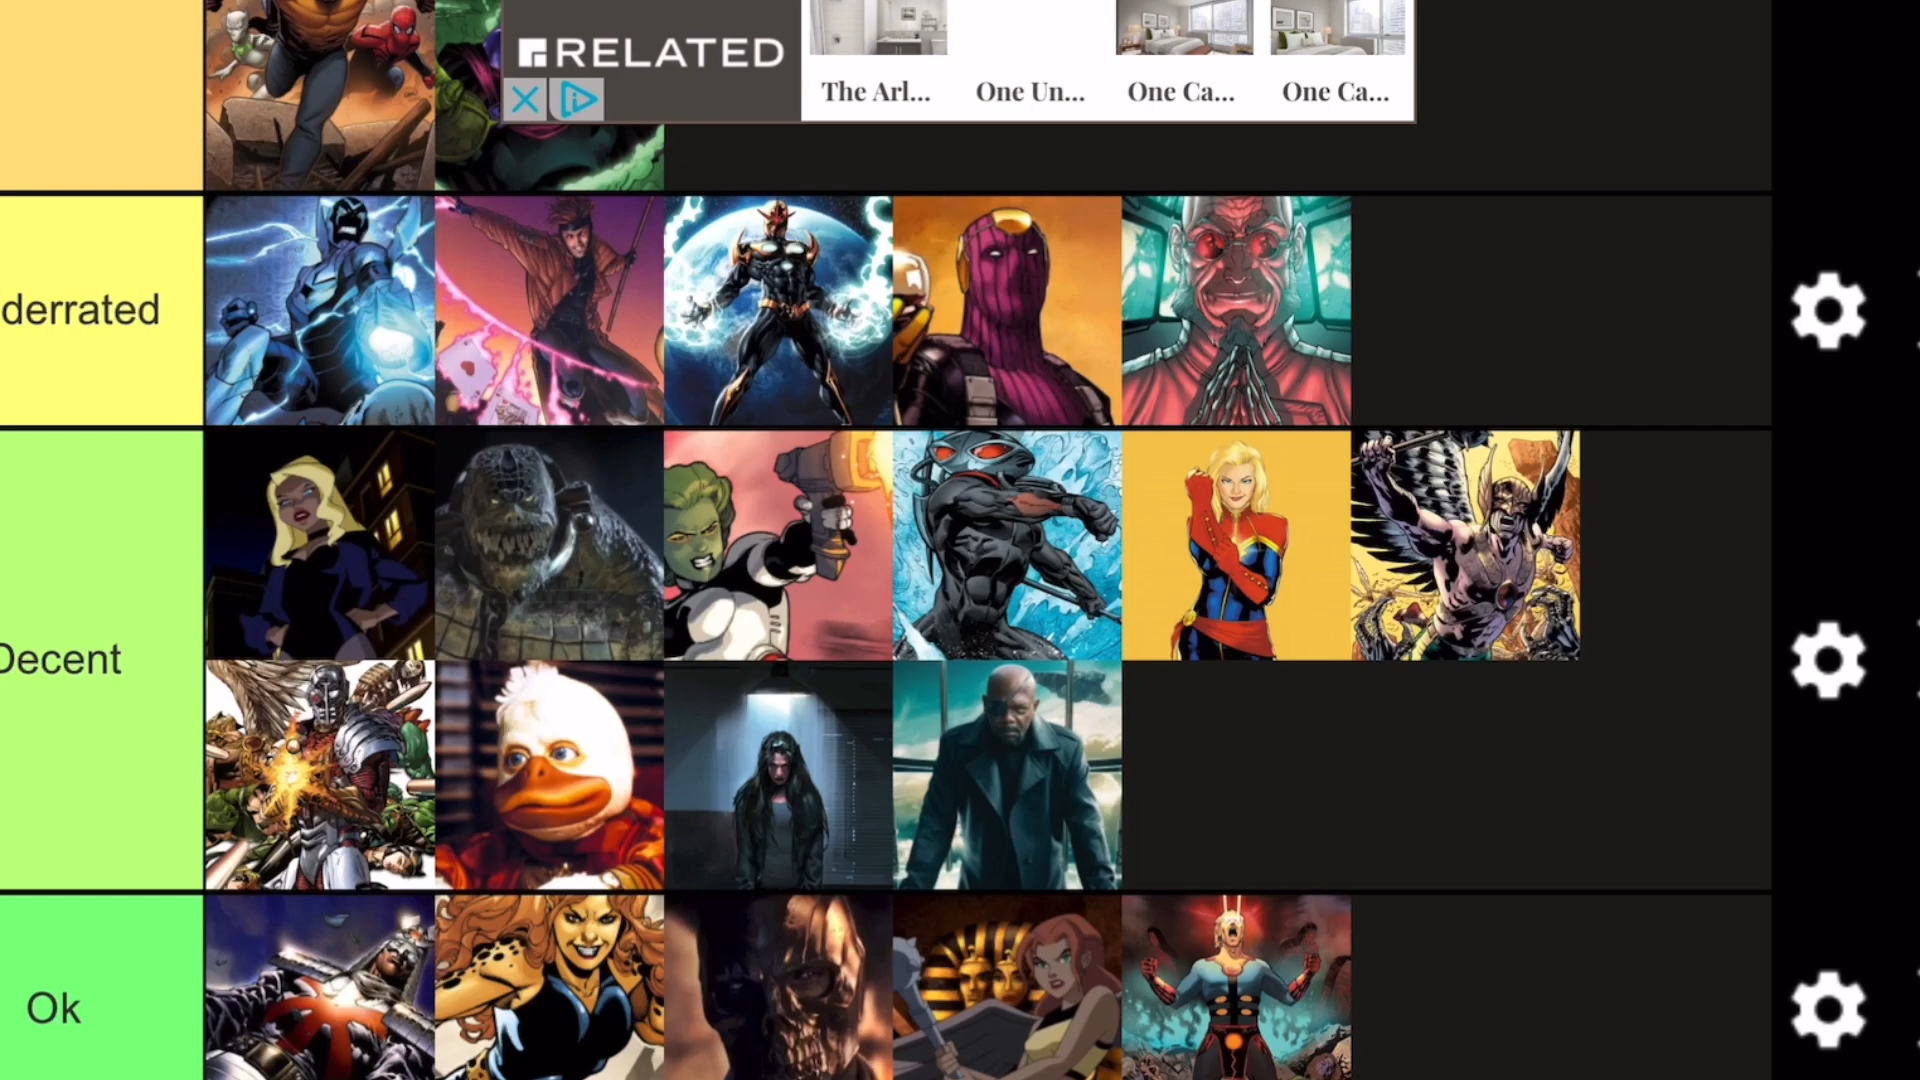 RELATED
The Arl...
One Un...
One Ca...
One Ca...
derrated
Decent
Ok